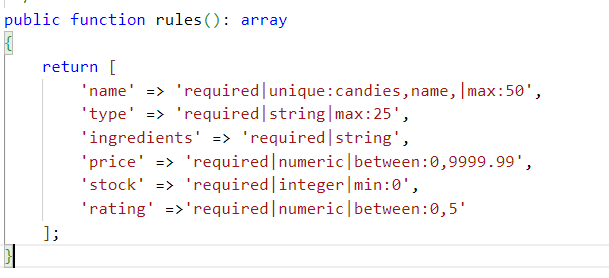 public function rules(): array
{
    return [
        'name' => 'required|unique:candies,name,|max:50',
        'type' => 'required|string|max:25',
        'ingredients' => 'required|string',
        'price' => 'required|numeric|between:0,9999.99',
        'stock' => 'required|integer|min:0',
        'rating' =>'required|numeric|between:0,5'
    ];
}